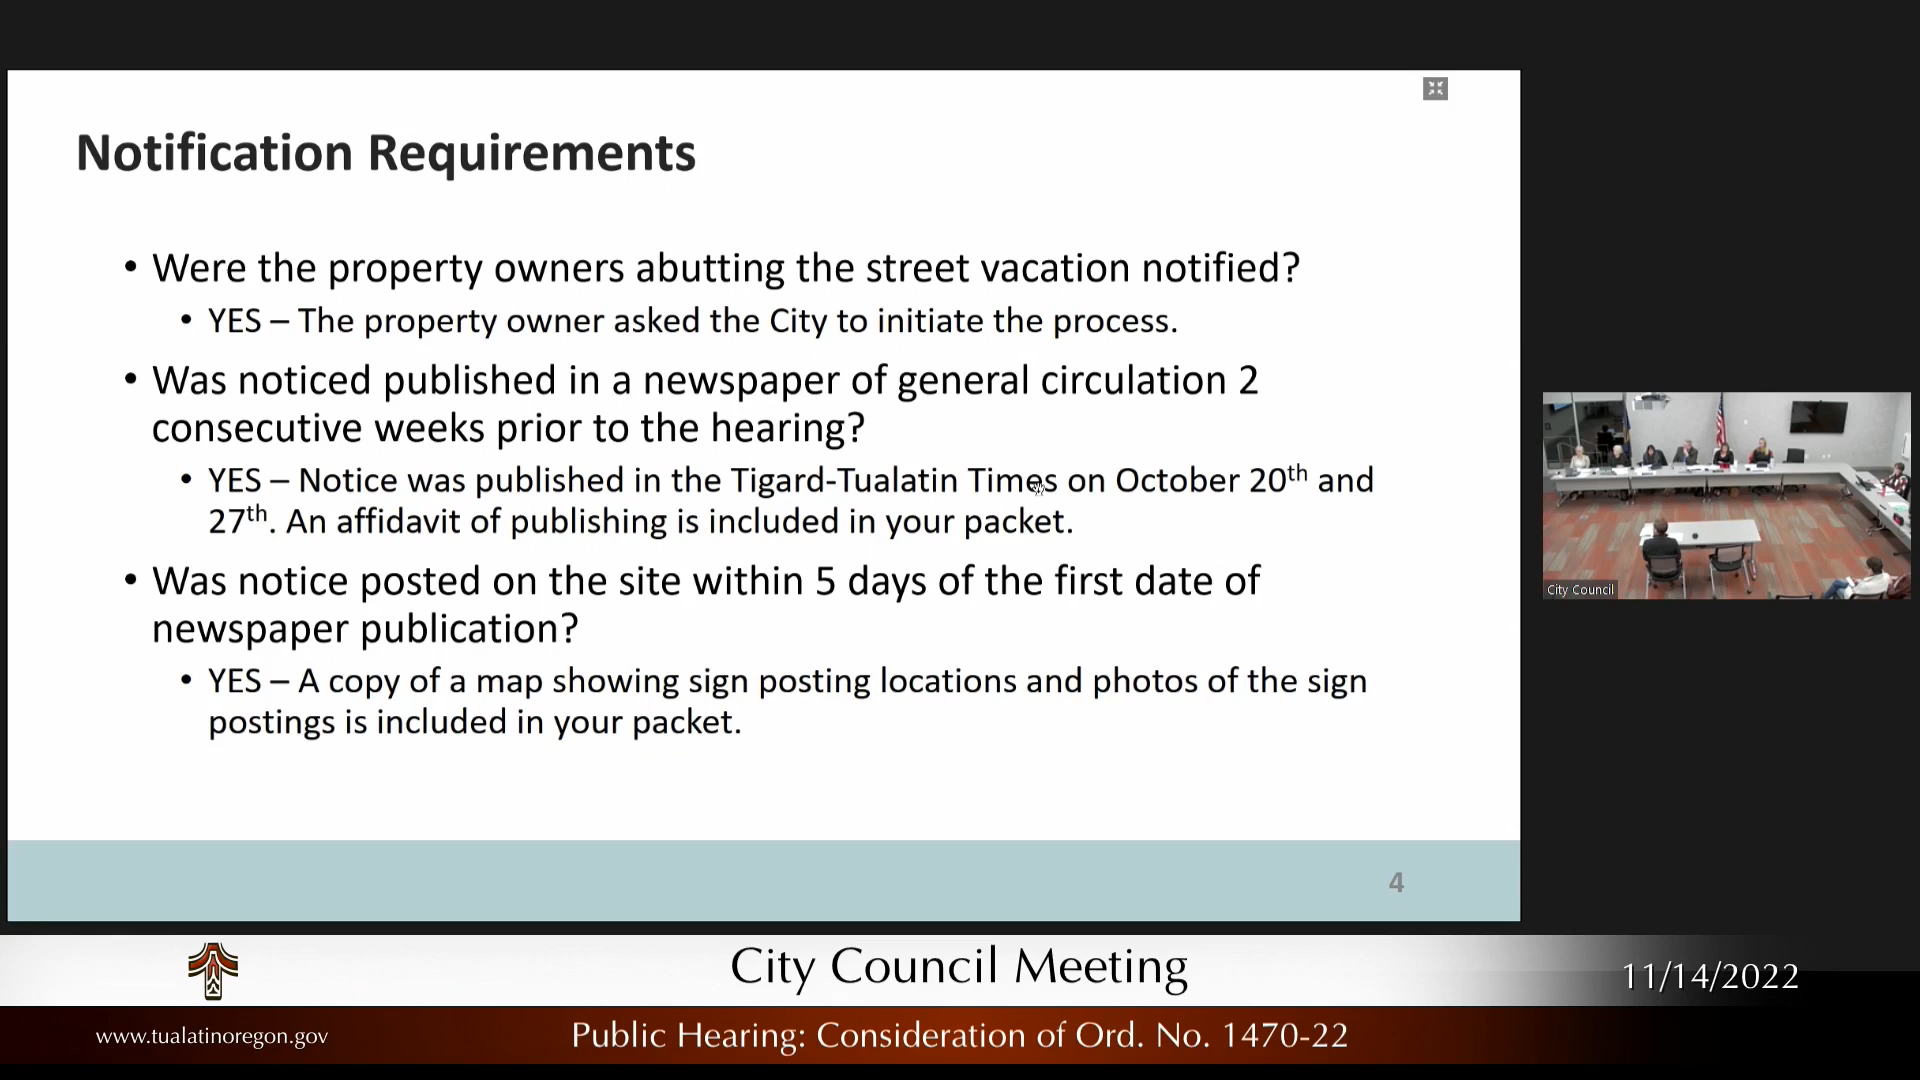 Notification Requirements
• Were the property owners abutting the street vacation notified?
• YES – The property owner asked the City to initiate the process.
• Was noticed published in a newspaper of general circulation 2
consecutive weeks prior to the hearing?
• YES – Notice was published in the Tigard-Tualatin Times on October 20th and
27th. An affidavit of publishing is included in your packet.
• Was notice posted on the site within 5 days of the first date of
newspaper publication?
• YES – A copy of a map showing sign posting locations and photos of the sign
postings is included in your packet.
4
City Council
City Council Meeting
11/14/2022
www.tualatinoregon.gov
Public Hearing: Consideration of Ord. No. 1470-22